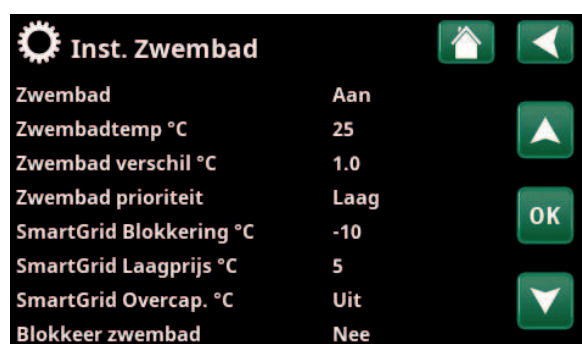 Inst. Zwembad
Zwembad Aan
Zwembadtemp °C 25
Zwembad verschil °C 1.0
Zwembad prioriteit Laag
SmartGrid Blokkering °C -10
SmartGrid Laagprijs °C 5
SmartGrid Overcap. °C Uit
Blokkeer zwembad Nee
OK